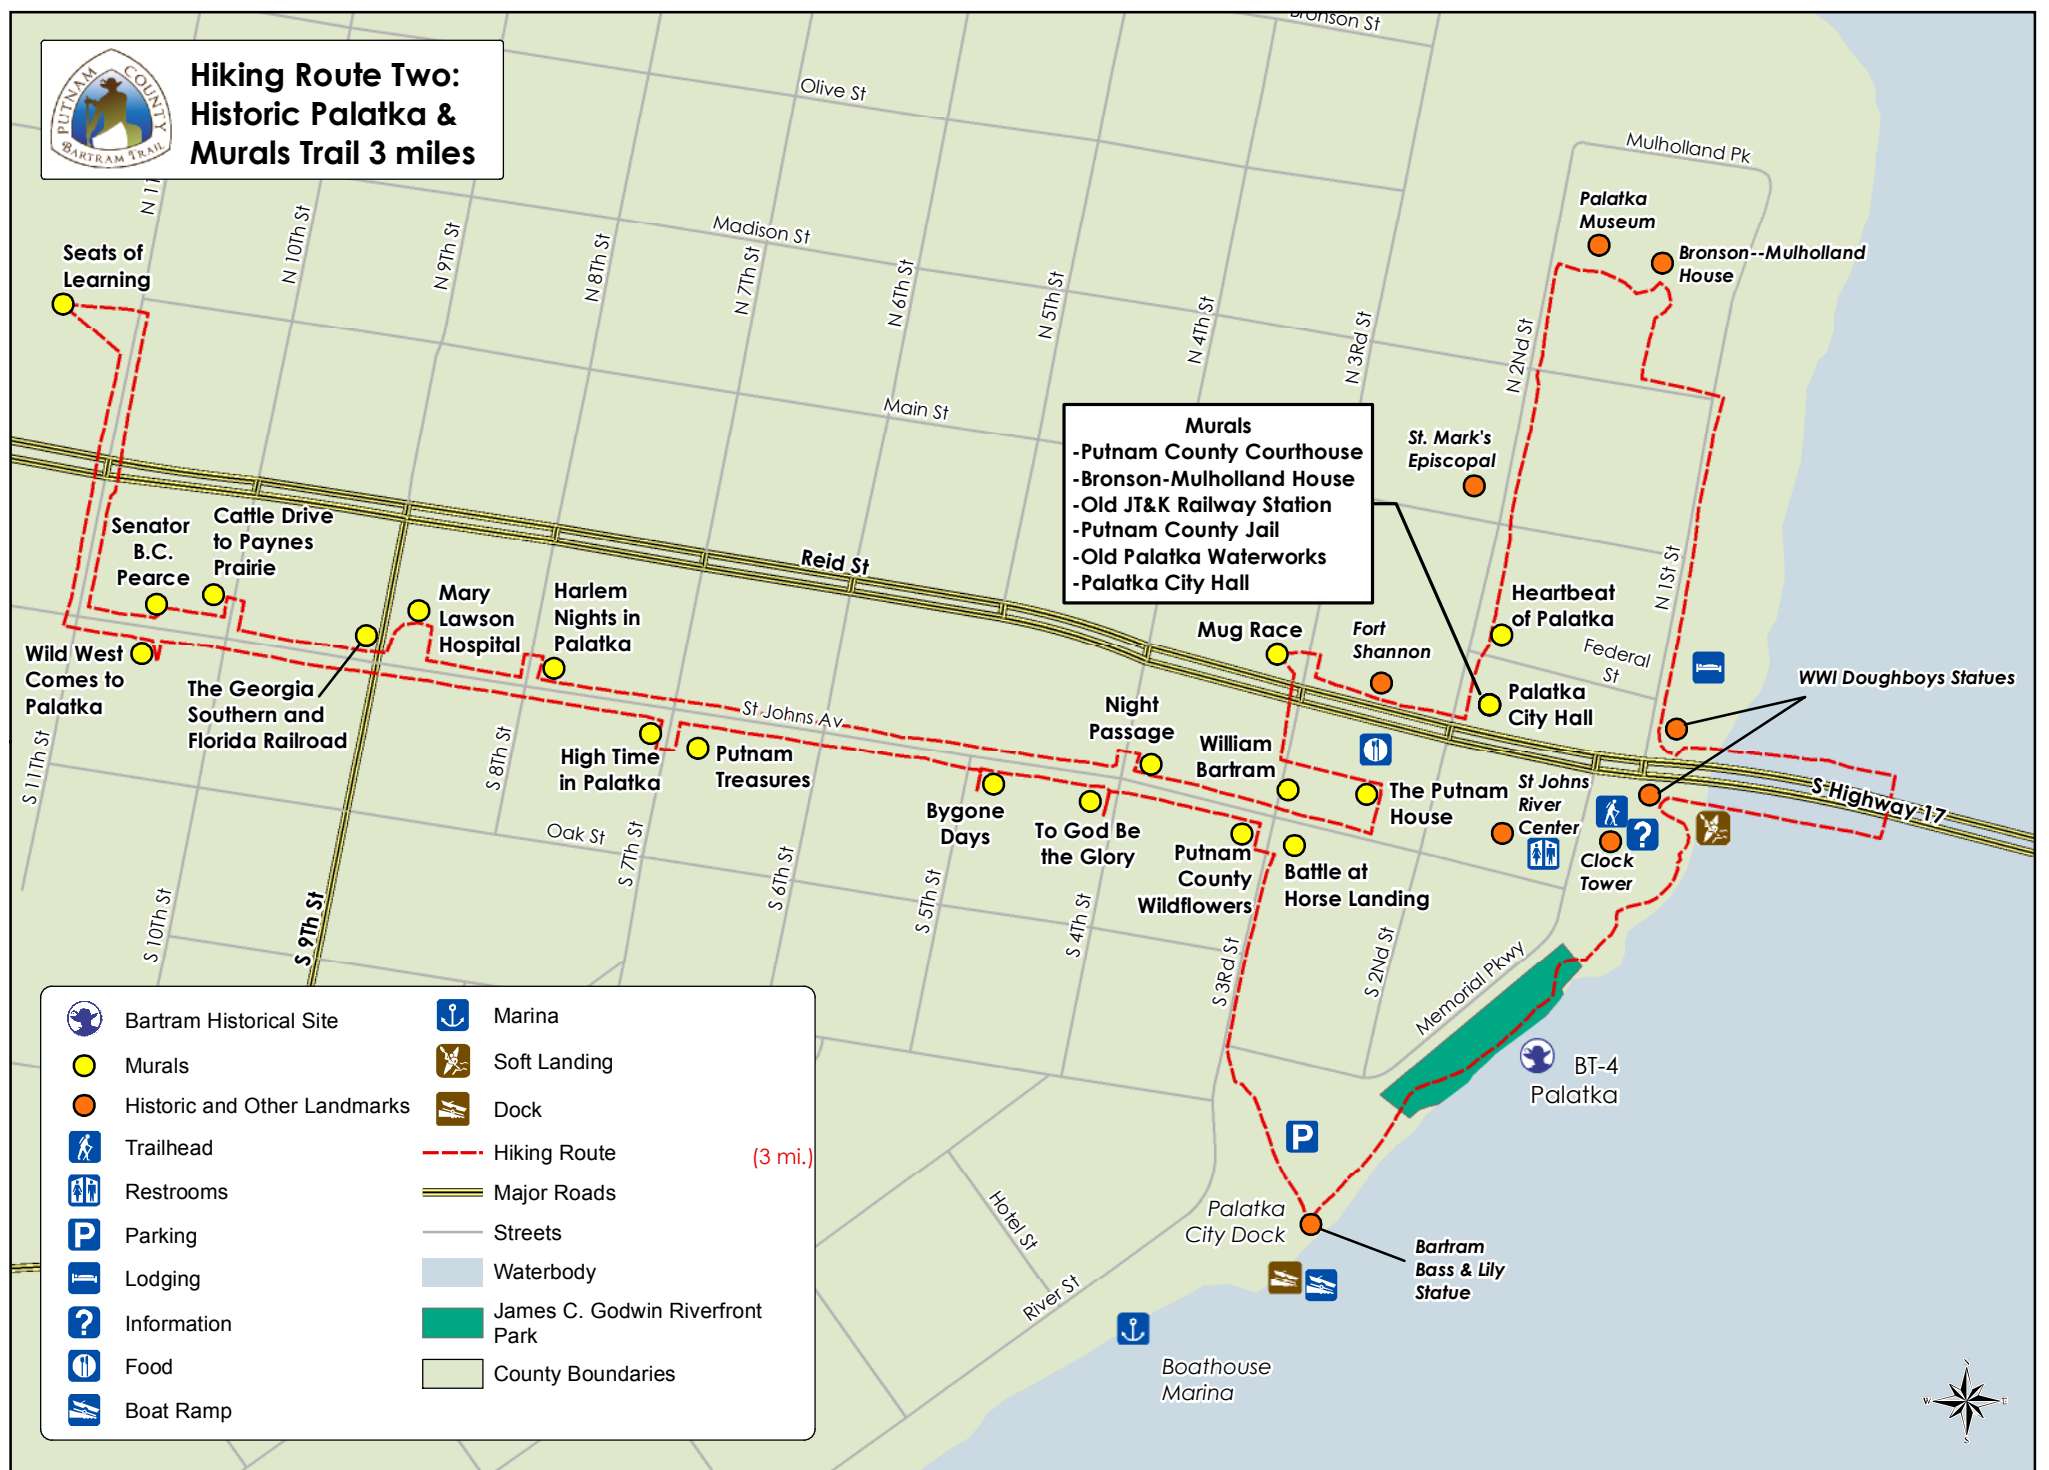 Hiking Route Two:
Historic Palatka &
Murals Trail 3 miles
PUTNAM COUNTY
BARTRAM TRAIL
Bronson St
Olive St
Mulholland Pk
Madison St
Main St
N 11
N 10Th St
N 9Th St
N 8Th St
N 7Th St
N 6Th St
N 5Th St
N 4Th St
N 3Rd St
N 2Nd St
N 1St St
Palatka
Museum
Bronson--Mulholland
House
Seats of
Learning
St. Mark's
Episcopal
Murals
-Putnam County Courthouse
-Bronson-Mulholland House
-Old JT&K Railway Station
-Putnam County Jail
-Old Palatka Waterworks
-Palatka City Hall
Reid St
Senator
B.C.
Pearce
Cattle Drive
to Paynes
Prairie
Mary
Lawson
Hospital
Harlem
Nights in
Palatka
Mug Race
Fort
Shannon
Heartbeat
of Palatka
Federal
St
Palatka
City Hall
WWI Doughboys Statues
Wild West
Comes to
Palatka
The Georgia
Southern and
Florida Railroad
St Johns Av
High Time
in Palatka
Putnam
Treasures
Night
Passage
William
Bartram
The Putnam
House
St Johns
River
Center
S Highway 17
Clock
Tower
Bygone
Days
To God Be
the Glory
Putnam
County
Wildflowers
Battle at
Horse Landing
Oak St
S 11Th St
S 10Th St
S 9Th St
S 8Th St
S 7Th St
S 6Th St
S 5Th St
S 4Th St
S 3Rd St
S 2Nd St
Memorial Pkwy
BT-4
Palatka
P
Palatka
City Dock
Bartram
Bass & Lily
Statue
Hotel St
River St
Boathouse
Marina
Bartram Historical Site
Murals
Historic and Other Landmarks
Trailhead
Restrooms
P
Parking
Lodging
?
Information
Food
Boat Ramp
Marina
Soft Landing
Dock
Hiking Route (3 mi.)
Major Roads
Streets
Waterbody
James C. Godwin Riverfront
Park
County Boundaries
?
N
W
E
S